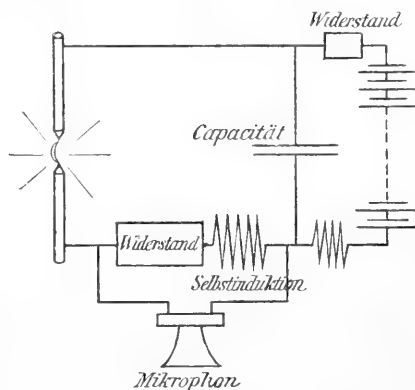 Widerstand
Capacität
Widerstand
Selbstinduktion
Mikrophon